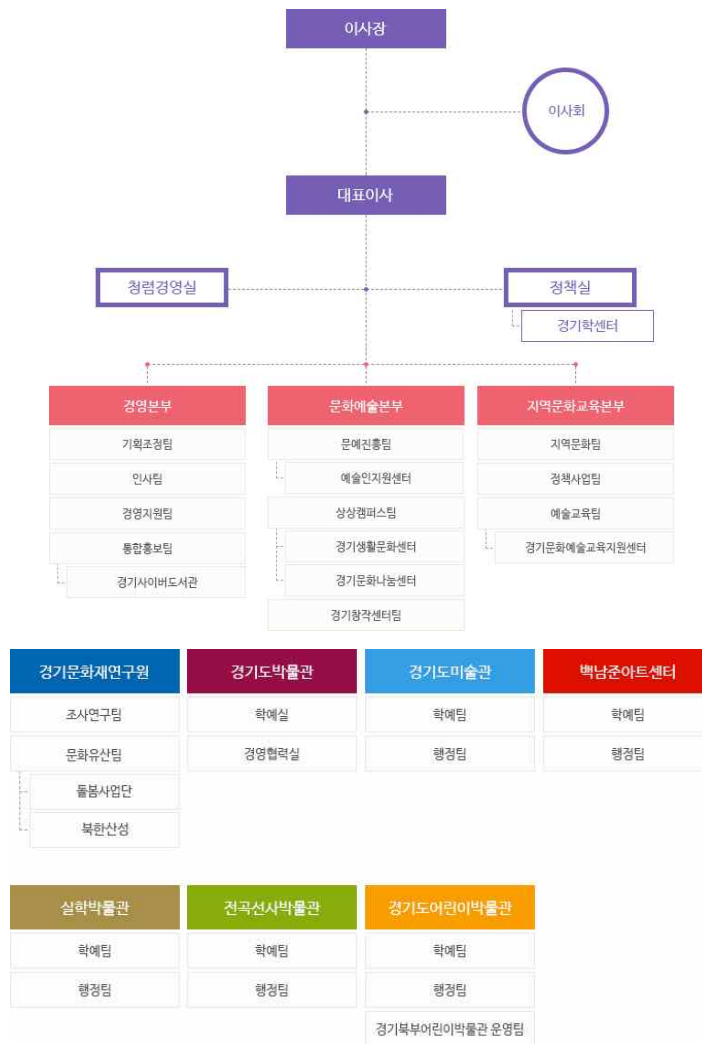 이사장
이사회
대표이사
청렴경영실
정책실
경기학센터
경영본부
문화예술본부
지역문화교육본부
기획조정팀
문예진흥팀
지역문화팀
인사팀
예술인지원센터
정책사업팀
경영지원팀
상상캠퍼스팀
예술교육팀
통합홍보팀
경기생활문화센터
경기문화예술교육지원센터
경기사이버도서관
경기문화나눔센터
경기창작센터팀
경기문화재연구원
경기도박물관
경기도미술관
백남준아트센터
조사연구팀
학예실
학예팀
학예팀
문화유산팀
경영협력실
행정팀
행정팀
돌봄사업단
북한산성
실학박물관
전곡선사박물관
경기도어린이박물관
학예팀
학예팀
학예팀
행정팀
행정팀
행정팀
경기북부어린이박물관 운영팀